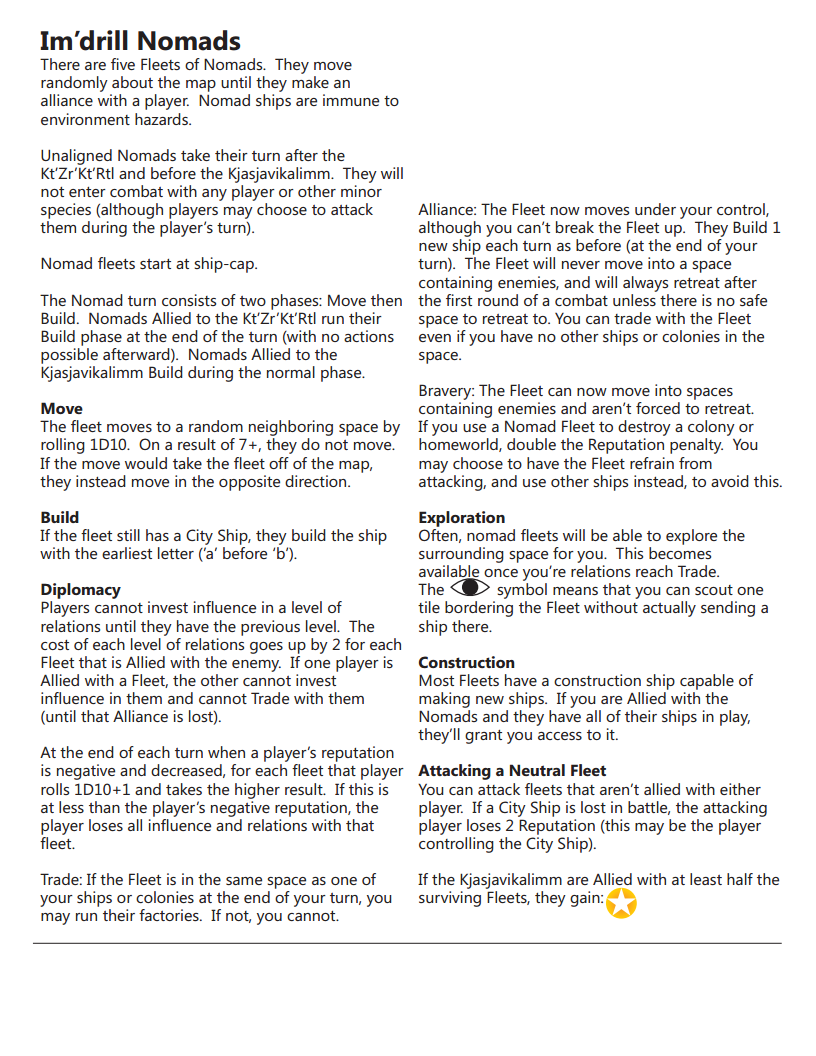 Im’drill Nomads
There are five Fleets of Nomads.  They move
randomly about the map until they make an
alliance with a player.  Nomad ships are immune to
environment hazards.
Unaligned Nomads take their turn after the
Kt’Zr’Kt’Rtl and before the Kjasjavikalimm.  They will
not enter combat with any player or other minor
species (although players may choose to attack
them during the player’s turn).
Nomad fleets start at ship-cap.
The Nomad turn consists of two phases: Move then
Build.  Nomads Allied to the Kt’Zr’Kt’Rtl run their
Build phase at the end of the turn (with no actions
possible afterward).  Nomads Allied to the
Kjasjavikalimm Build during the normal phase.
Move
The fleet moves to a random neighboring space by
rolling 1D10.  On a result of 7+, they do not move.
If the move would take the fleet off of the map,
they instead move in the opposite direction.
Build
If the fleet still has a City Ship, they build the ship
with the earliest letter (‘a’ before ‘b’).
Diplomacy
Players cannot invest influence in a level of
relations until they have the previous level.  The
cost of each level of relations goes up by 2 for each
Fleet that is Allied with the enemy.  If one player is
Allied with a Fleet, the other cannot invest
influence in them and cannot Trade with them
(until that Alliance is lost).
At the end of each turn when a player’s reputation
is negative and decreased, for each fleet that player
rolls 1D10+1 and takes the higher result.  If this is
at less than the player’s negative reputation, the
player loses all influence and relations with that
fleet.
Trade: If the Fleet is in the same space as one of
your ships or colonies at the end of your turn, you
may run their factories.  If not, you cannot.
Alliance: The Fleet now moves under your control,
although you can’t break the Fleet up.  They Build 1
new ship each turn as before (at the end of your
turn).  The Fleet will never move into a space
containing enemies, and will always retreat after
the first round of a combat unless there is no safe
space to retreat to. You can trade with the Fleet
even if you have no other ships or colonies in the
space.
Bravery: The Fleet can now move into spaces
containing enemies and aren’t forced to retreat.
If you use a Nomad Fleet to destroy a colony or
homeworld, double the Reputation penalty.  You
may choose to have the Fleet refrain from
attacking, and use other ships instead, to avoid this.
Exploration
Often, nomad fleets will be able to explore the
surrounding space for you.  This becomes
available once you’re relations reach Trade.
The symbol means that you can scout one
tile bordering the Fleet without actually sending a
ship there.
Construction
Most Fleets have a construction ship capable of
making new ships.  If you are Allied with the
Nomads and they have all of their ships in play,
they’ll grant you access to it.
Attacking a Neutral Fleet
You can attack fleets that aren’t allied with either
player.  If a City Ship is lost in battle, the attacking
player loses 2 Reputation (this may be the player
controlling the City Ship).
If the Kjasjavikalimm are Allied with at least half the
surviving Fleets, they gain: